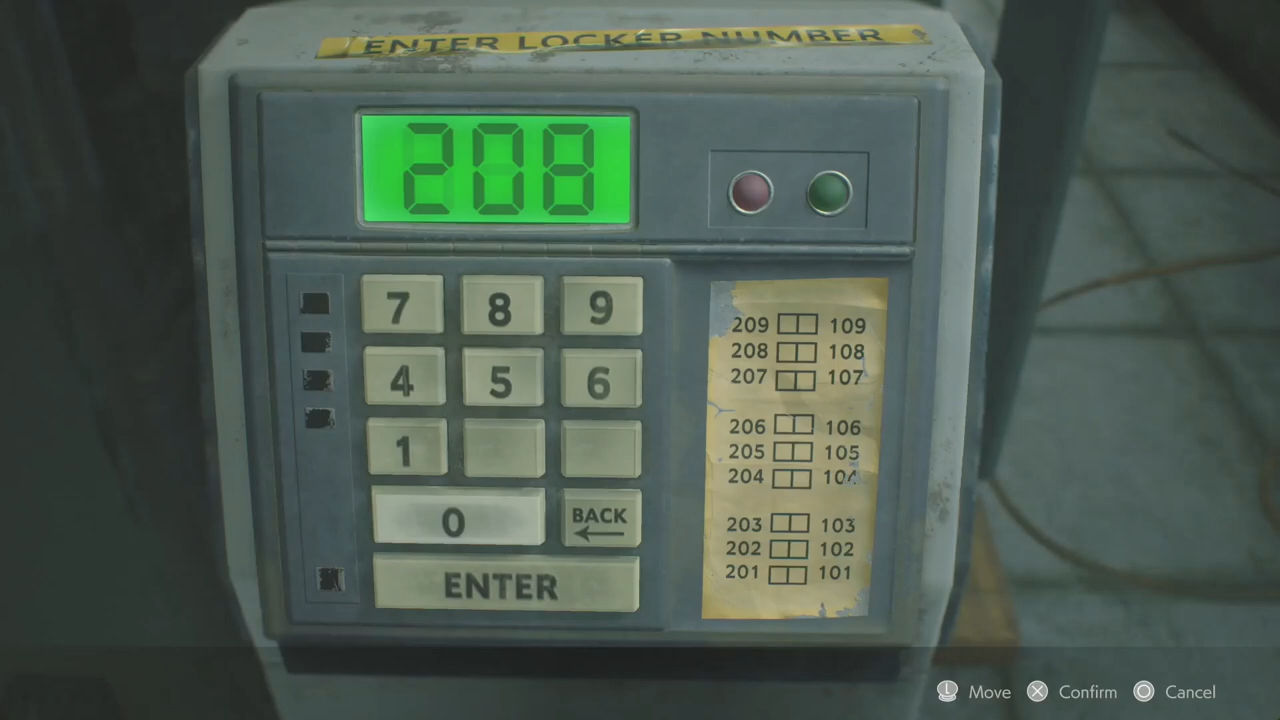 ENTER LOCKER NUMBER
208
7 8 9
4 5 6
1
0 BACK
ENTER
209 109
208 108
207 107
206 106
205 105
204 104
203 103
202 102
201 101
L Move Confirm Cancel